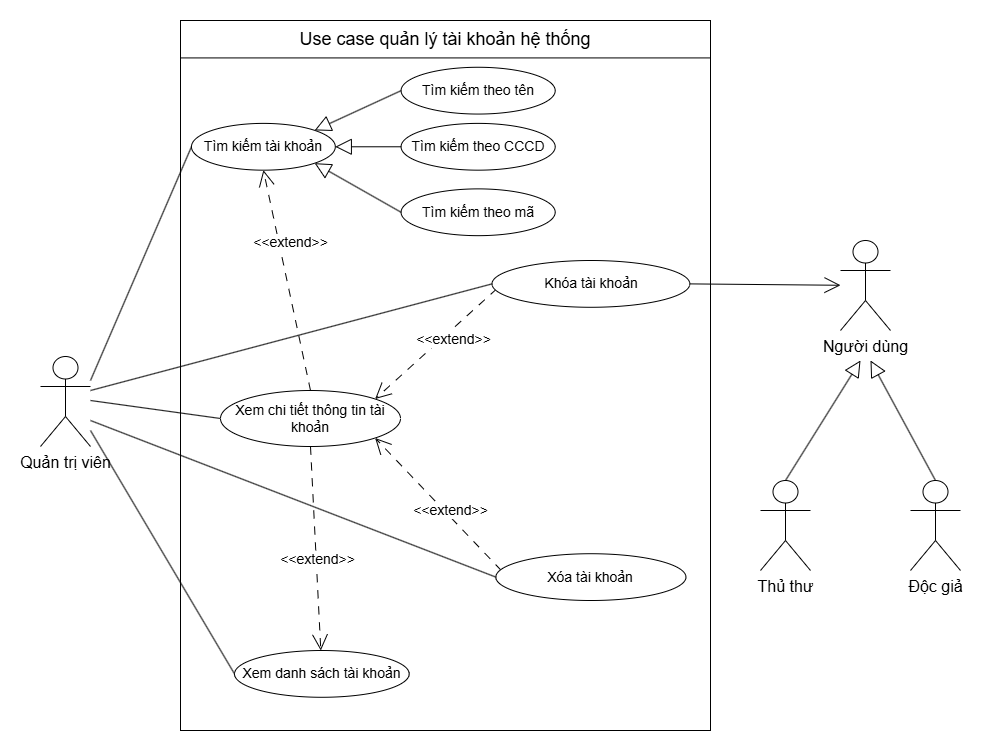 Use case quản lý tài khoản hệ thống
Tìm kiếm theo tên
Tìm kiếm tài khoản
Tìm kiếm theo CCCD
Tìm kiếm theo mã
<<extend>>
Khóa tài khoản
<<extend>>
Người dùng
Xem chi tiết thông tin tài
khoản
Quản trị viên
<<extend>>
<<extend>>
Xóa tài khoản
Thủ thư
Độc giả
Xem danh sách tài khoản